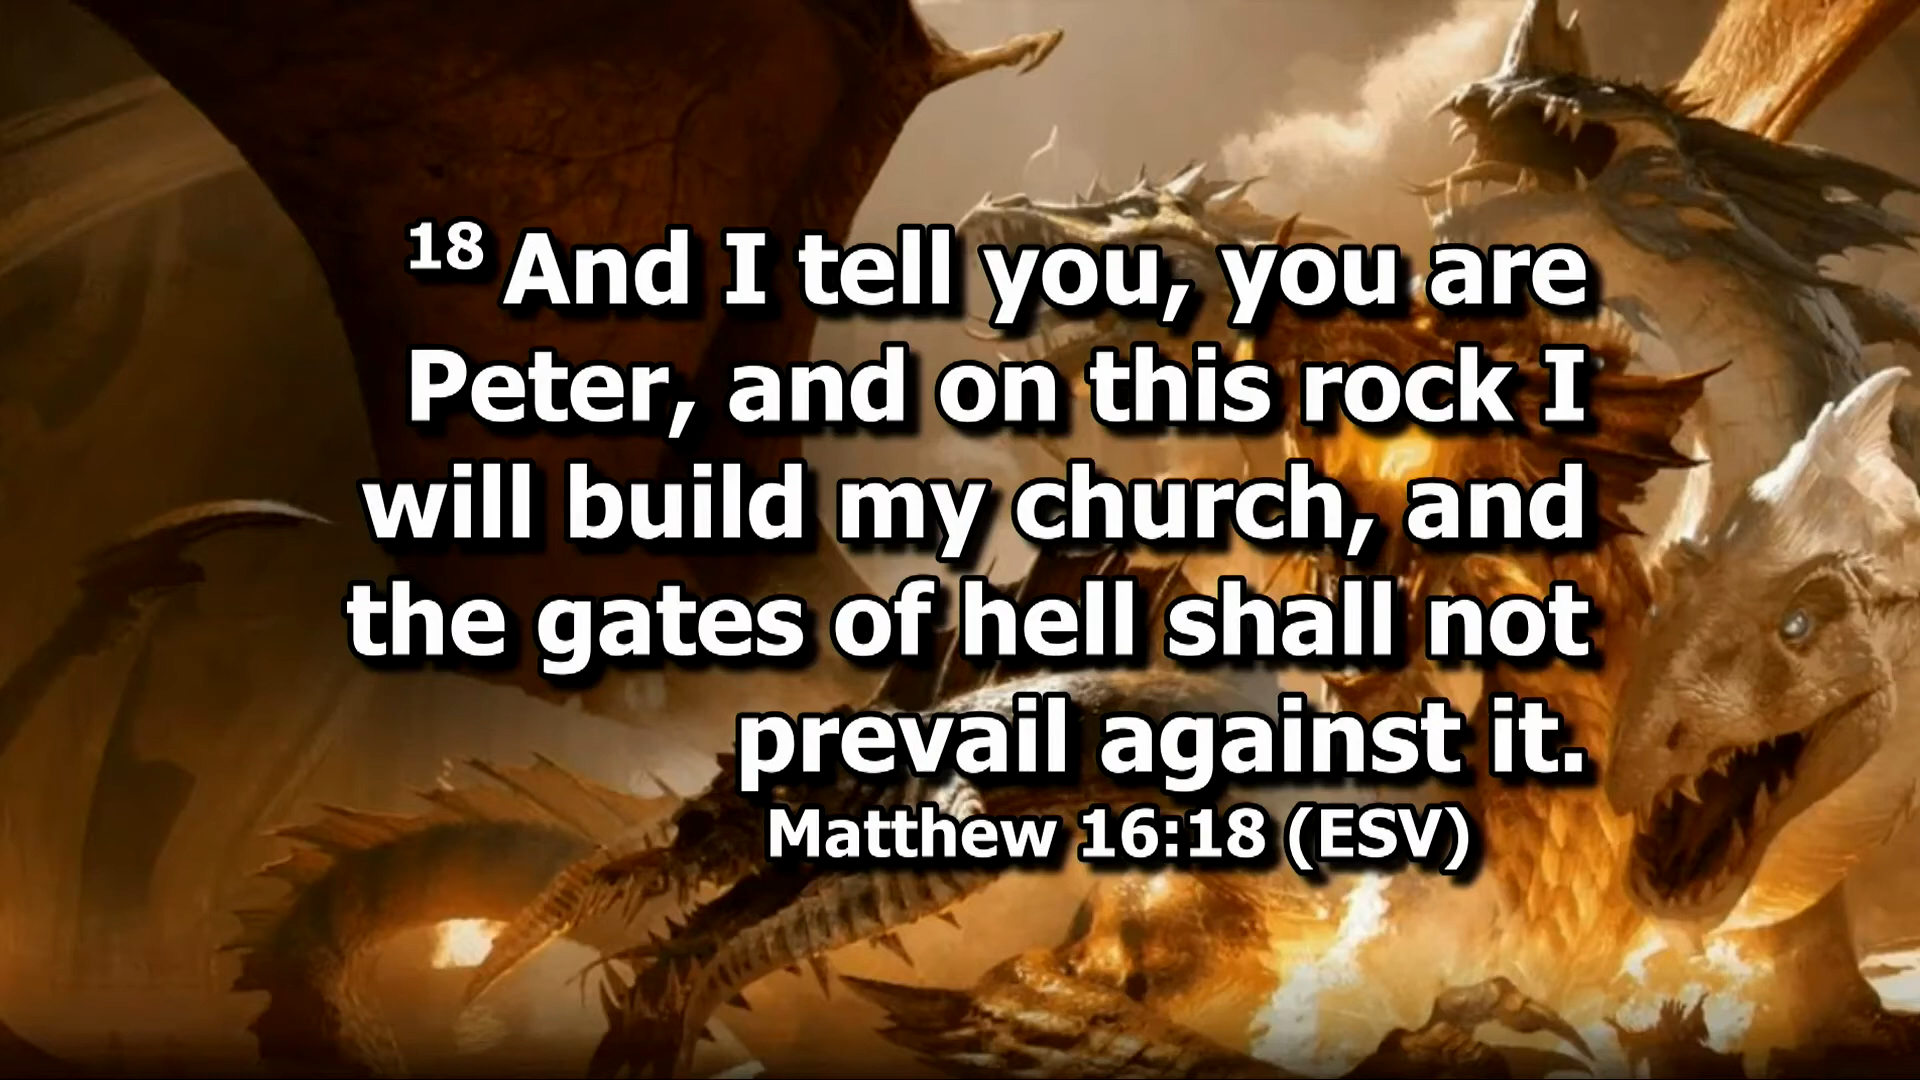 18 And I tell you, you are
Peter, and on this rock I
will build my church, and
the gates of hell shall not
prevail against it.
Matthew 16:18 (ESV)